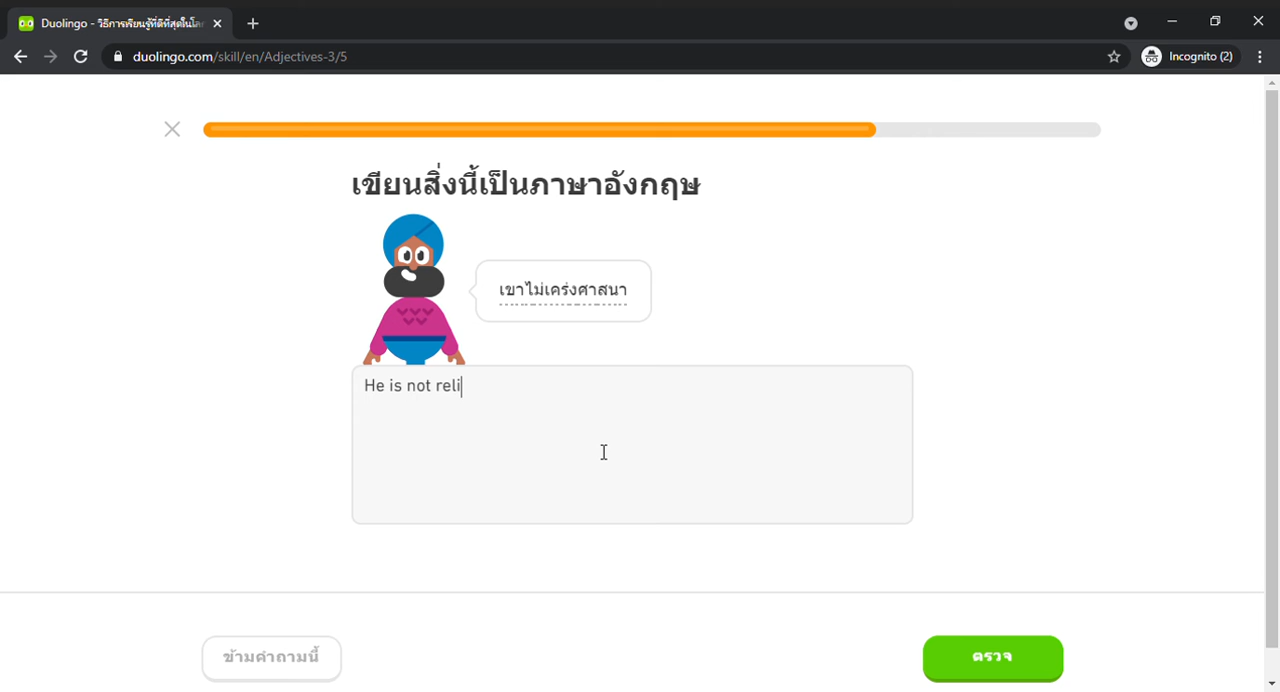 Duolingo - วิธีการเรียนรู้ที่ดีที่สุดในโลก
duolingo.com/skill/en/Adjectives-3/5
Incognito (2)
เขียนสิ่งนี้เป็นภาษาอังกฤษ
เขาไม่เคร่งศาสนา
He is not reli
ข้ามคำถามนี้
ตรวจ